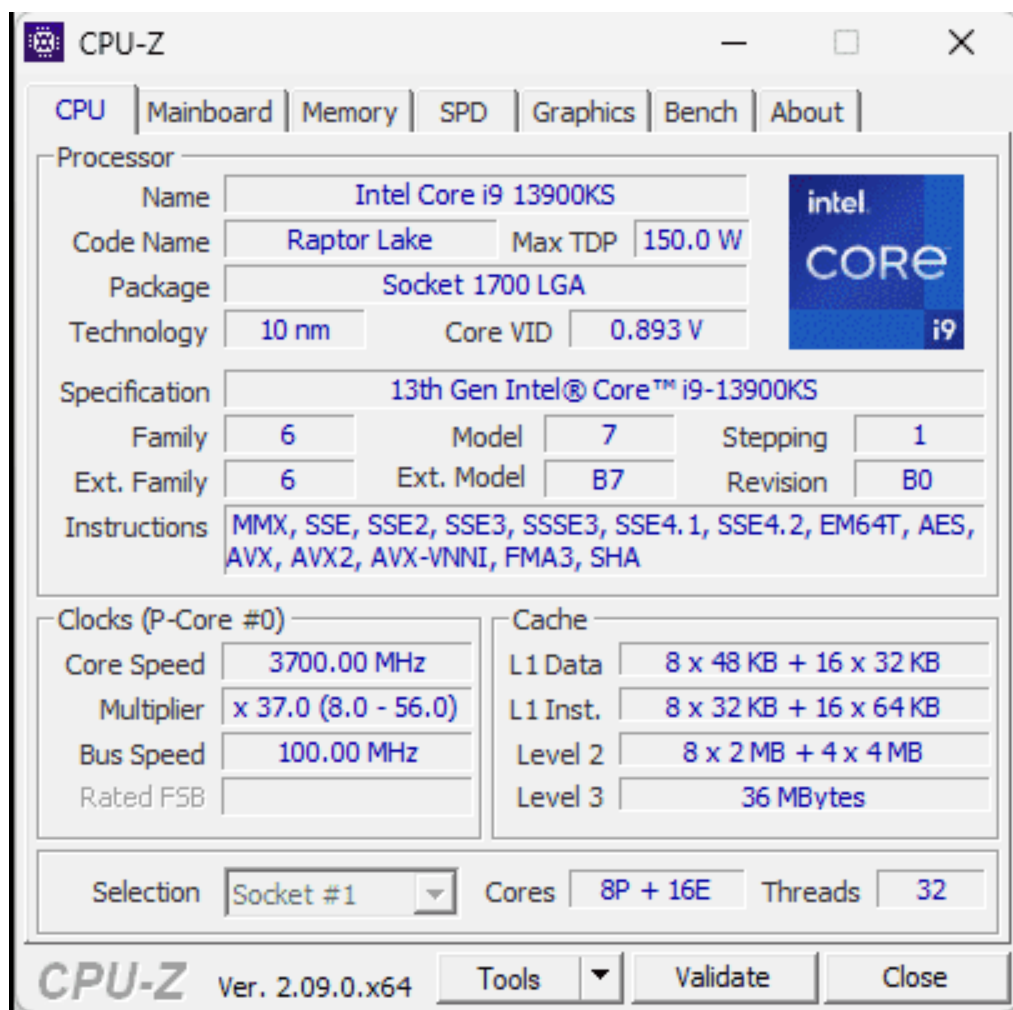 CPU-Z
CPU Mainboard Memory SPD Graphics Bench About
Processor
Name Intel Core i9 13900KS
Code Name Raptor Lake Max TDP 150.0 W
Package Socket 1700 LGA
Technology 10 nm Core VID 0.893 V
intel.
CORE
i9
Specification 13th Gen Intel® Core™ i9-13900KS
Family 6 Model 7 Stepping 1
Ext. Family 6 Ext. Model B7 Revision B0
Instructions MMX, SSE, SSE2, SSE3, SSSE3, SSE4.1, SSE4.2, EM64T, AES,
AVX, AVX2, AVX-VNNI, FMA3, SHA
Clocks (P-Core #0)
Core Speed 3700.00 MHz
Multiplier x 37.0 (8.0 - 56.0)
Bus Speed 100.00 MHz
Rated FSB
Cache
L1 Data 8 x 48 KB + 16 x 32 KB
L1 Inst. 8 x 32 KB + 16 x 64 KB
Level 2 8 x 2 MB + 4 x 4 MB
Level 3 36 MBytes
Selection Socket #1 Cores 8P + 16E Threads 32
CPU-Z Ver. 2.09.0.x64 Tools Validate Close